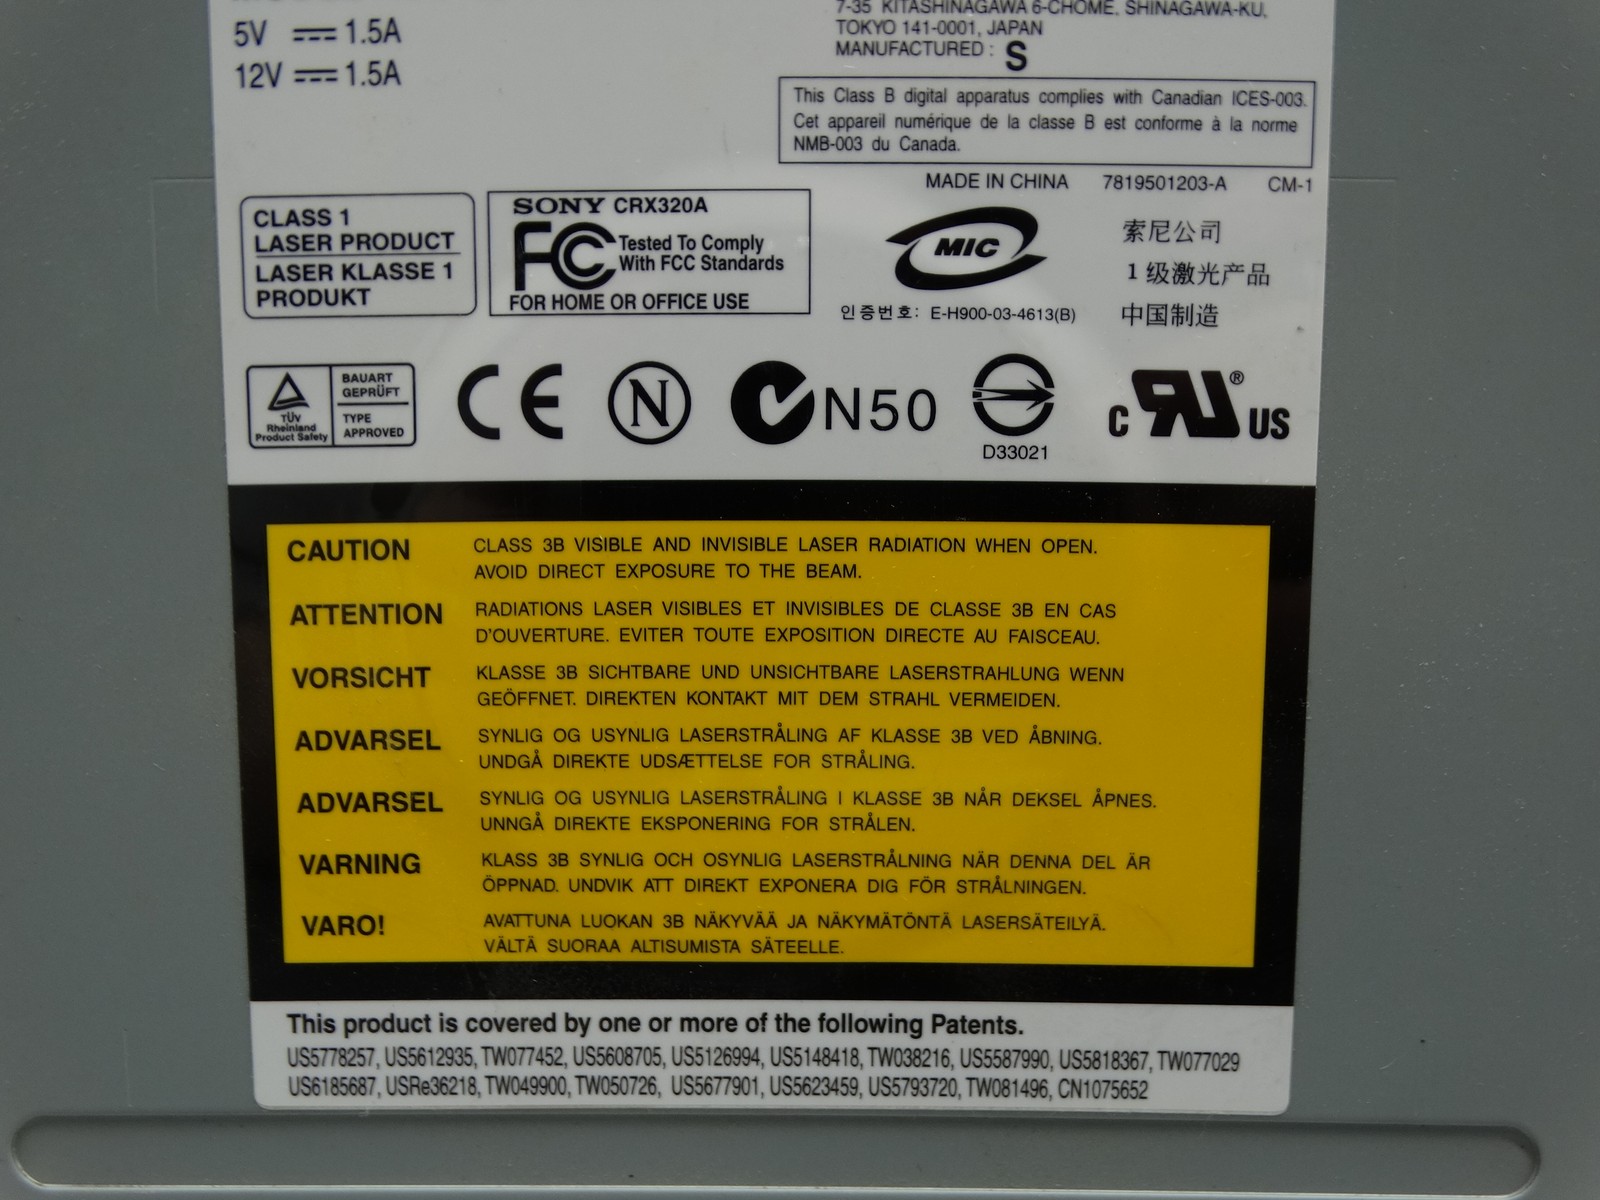 7-35 KITASHINAGAWA 6-CHOME, SHINAGAWA-KU,
TOKYO 141-0001, JAPAN
MANUFACTURED : S
5V ⎓ 1.5A
12V ⎓ 1.5A
This Class B digital apparatus complies with Canadian ICES-003.
Cet appareil numérique de la classe B est conforme à la norme
NMB-003 du Canada.
MADE IN CHINA 7819501203-A CM-1
CLASS 1
LASER PRODUCT
LASER KLASSE 1
PRODUKT
SONY CRX320A
FC Tested To Comply
With FCC Standards
FOR HOME OR OFFICE USE
MIC
인증번호: E-H900-03-4613(B)
索尼公司
1 级激光产品
中国制造
TÜV
Rheinland
Product Safety
BAUART
GEPRÜFT
TYPE
APPROVED
CE
N
N50
D33021
c RU ® US
CAUTION CLASS 3B VISIBLE AND INVISIBLE LASER RADIATION WHEN OPEN.
AVOID DIRECT EXPOSURE TO THE BEAM.
ATTENTION RADIATIONS LASER VISIBLES ET INVISIBLES DE CLASSE 3B EN CAS
D'OUVERTURE. EVITER TOUTE EXPOSITION DIRECTE AU FAISCEAU.
VORSICHT KLASSE 3B SICHTBARE UND UNSICHTBARE LASERSTRAHLUNG WENN
GEÖFFNET. DIREKTEN KONTAKT MIT DEM STRAHL VERMEIDEN.
ADVARSEL SYNLIG OG USYNLIG LASERSTRÅLING AF KLASSE 3B VED ÅBNING.
UNDGÅ DIREKTE UDSÆTTELSE FOR STRÅLING.
ADVARSEL SYNLIG OG USYNLIG LASERSTRÅLING I KLASSE 3B NÅR DEKSEL ÅPNES.
UNNGÅ DIREKTE EKSPONERING FOR STRÅLEN.
VARNING KLASS 3B SYNLIG OCH OSYNLIG LASERSTRÅLNING NÄR DENNA DEL ÄR
ÖPPNAD. UNDVIK ATT DIREKT EXPONERA DIG FÖR STRÅLNINGEN.
VARO! AVATTUNA LUOKAN 3B NÄKYVÄÄ JA NÄKYMÄTÖNTÄ LASERSÄTEILYÄ.
VÄLTÄ SUORAA ALTISUMISTA SÄTEELLE.
This product is covered by one or more of the following Patents.
US5778257, US5612935, TW077452, US5608705, US5126994, US5148418, TW038216, US5587990, US5818367, TW077029
US6185687, USRe36218, TW049900, TW050726, US5677901, US5623459, US5793720, TW081496, CN1075652